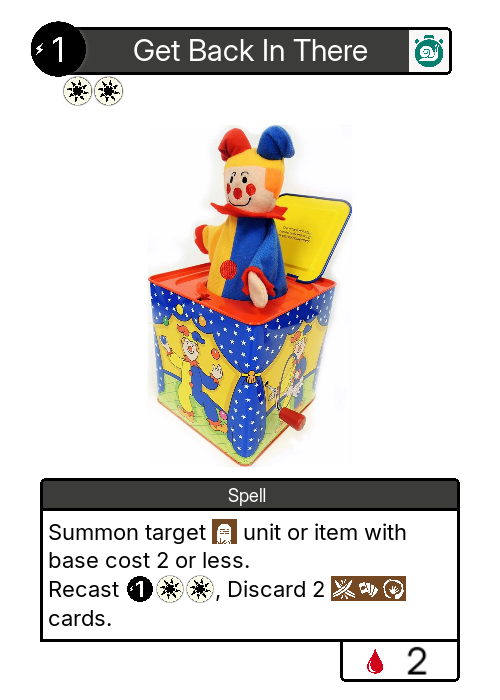 1 Get Back In There
Spell
Summon target unit or item with
base cost 2 or less.
Recast 1, Discard 2
cards.
2